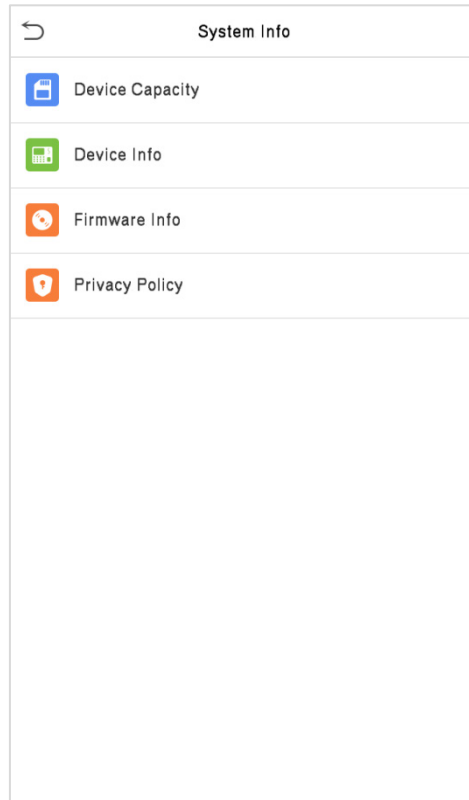 System Info
Device Capacity
Device Info
Firmware Info
Privacy Policy